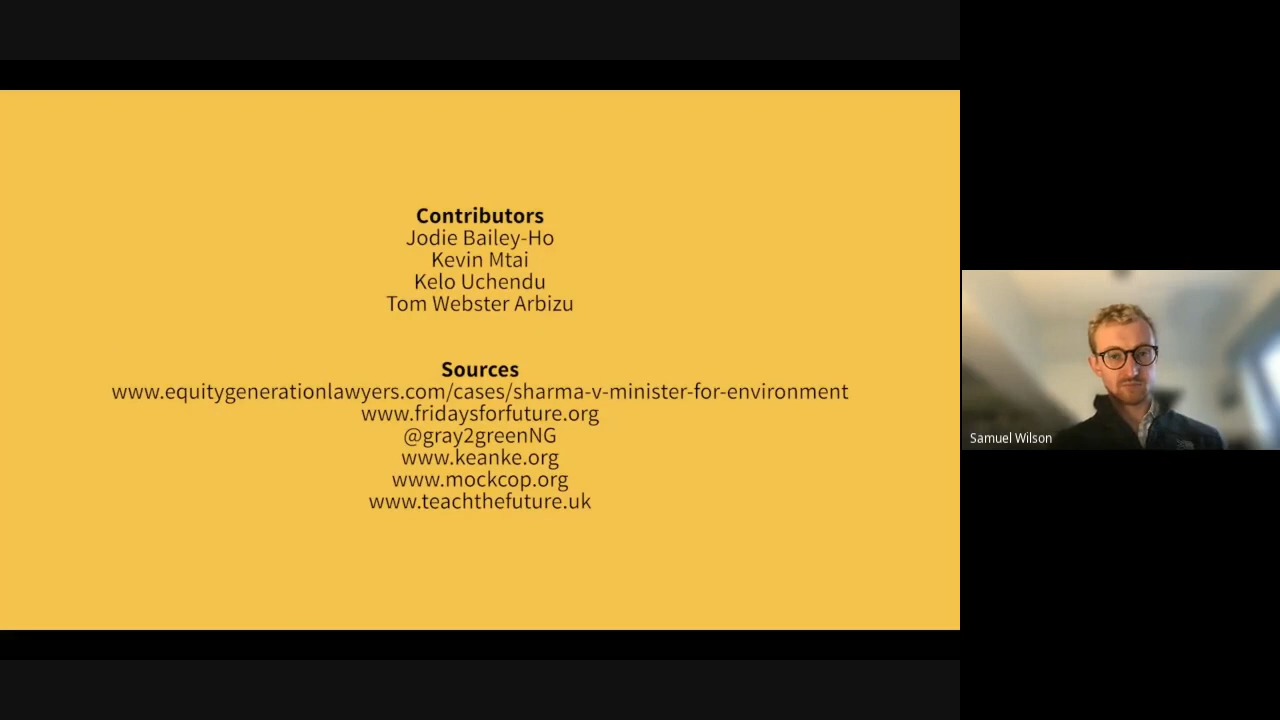 Contributors
Jodie Bailey-Ho
Kevin Mtai
Kelo Uchendu
Tom Webster Arbizu
Sources
www.equitygenerationlawyers.com/cases/sharma-v-minister-for-environment
www.fridaysforfuture.org
@gray2greenNG
www.keanke.org
www.mockcop.org
www.teachthefuture.uk
Samuel Wilson